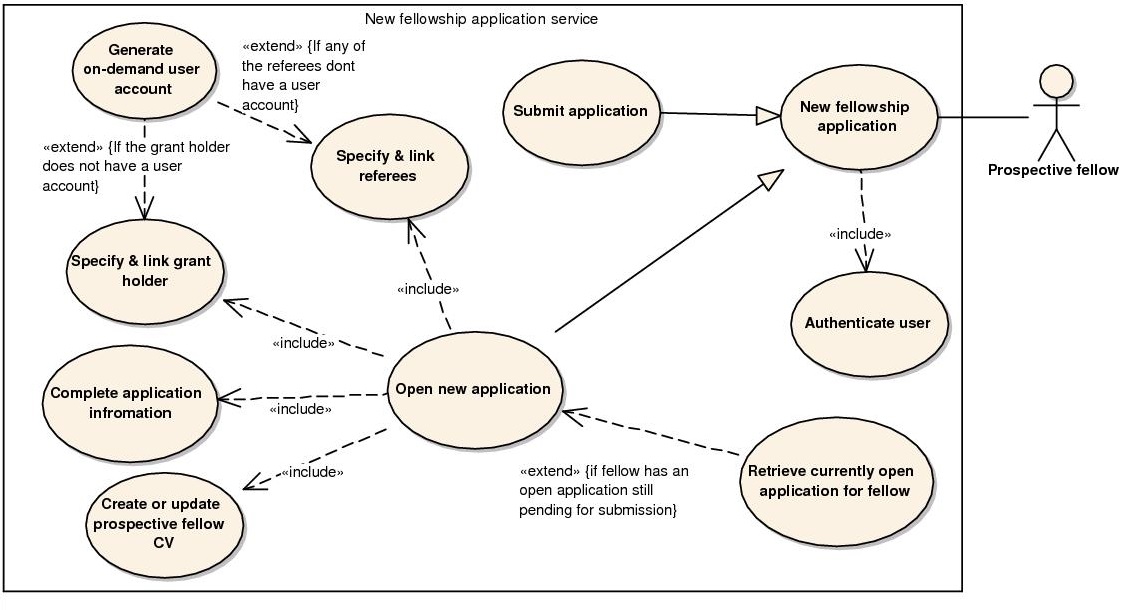 New fellowship application service
Generate
on-demand user
account
«extend» {If any of
the referees dont
have a user
account}
Submit application
New fellowship
application
Prospective fellow
«extend» {If the grant holder
does not have a user
account}
Specify & link
referees
«include»
Specify & link grant
holder
«include»
Authenticate user
«include»
Complete application
infromation
«include»
Open new application
«include»
Create or update
prospective fellow
CV
«extend» {if fellow has an
open application still
pending for submission}
Retrieve currently open
application for fellow